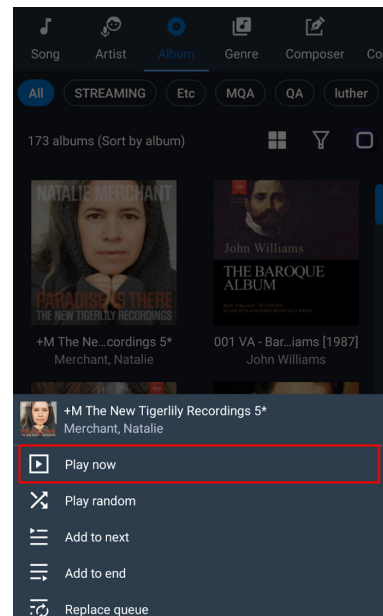 Song Artist Album Genre Composer Co
All STREAMING Etc MQA QA luther
173 albums (Sort by album)
NATALIE MERCHANT
PARADISE IS THERE
THE NEW TIGERLILY RECORDINGS
John Williams
THE BAROQUE
ALBUM
+M The Ne...cordings 5*
Merchant, Natalie
001 VA - Bar...iams [1987]
John Williams
+M The New Tigerlily Recordings 5*
Merchant, Natalie
Play now
Play random
Add to next
Add to end
Replace queue